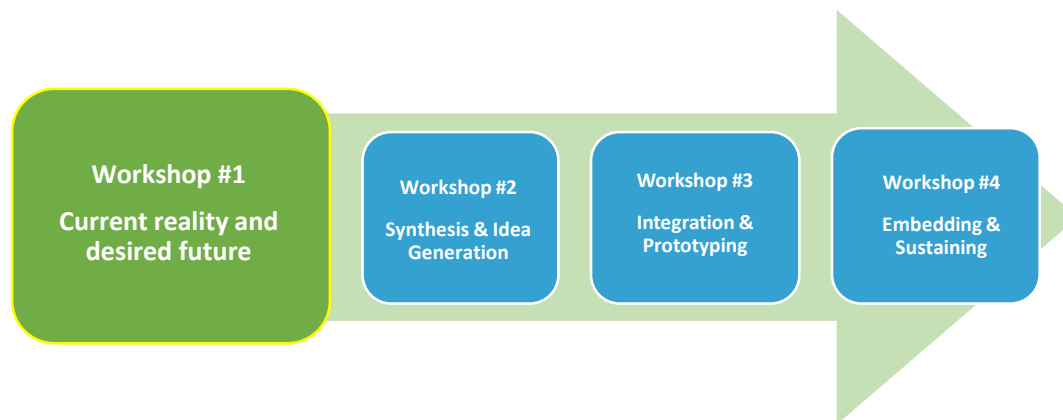 Workshop #1
Current reality and
desired future
Workshop #2
Synthesis & Idea
Generation
Workshop #3
Integration &
Prototyping
Workshop #4
Embedding &
Sustaining